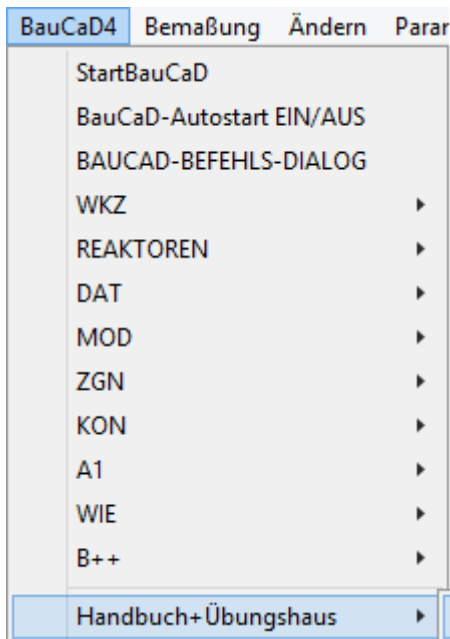 BauCaD4 Bemaßung Ändern
StartBauCaD
BauCaD-Autostart EIN/AUS
BAUCAD-BEFEHLS-DIALOG
WKZ
REAKTOREN
DAT
MOD
ZGN
KON
A1
WIE
B++
Handbuch+Übungshaus